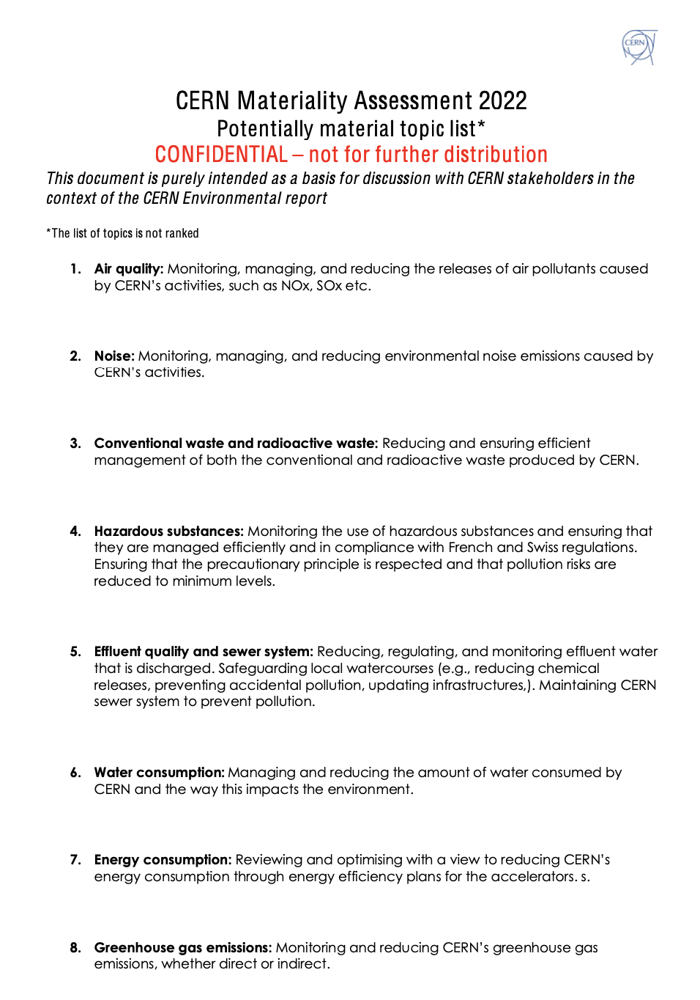 CERN
CERN Materiality Assessment 2022
Potentially material topic list*
CONFIDENTIAL – not for further distribution
This document is purely intended as a basis for discussion with CERN stakeholders in the
context of the CERN Environmental report
*The list of topics is not ranked
1. Air quality: Monitoring, managing, and reducing the releases of air pollutants caused
by CERN’s activities, such as NOx, SOx etc.
2. Noise: Monitoring, managing, and reducing environmental noise emissions caused by
CERN’s activities.
3. Conventional waste and radioactive waste: Reducing and ensuring efficient
management of both the conventional and radioactive waste produced by CERN.
4. Hazardous substances: Monitoring the use of hazardous substances and ensuring that
they are managed efficiently and in compliance with French and Swiss regulations.
Ensuring that the precautionary principle is respected and that pollution risks are
reduced to minimum levels.
5. Effluent quality and sewer system: Reducing, regulating, and monitoring effluent water
that is discharged. Safeguarding local watercourses (e.g., reducing chemical
releases, preventing accidental pollution, updating infrastructures,). Maintaining CERN
sewer system to prevent pollution.
6. Water consumption: Managing and reducing the amount of water consumed by
CERN and the way this impacts the environment.
7. Energy consumption: Reviewing and optimising with a view to reducing CERN’s
energy consumption through energy efficiency plans for the accelerators. s.
8. Greenhouse gas emissions: Monitoring and reducing CERN’s greenhouse gas
emissions, whether direct or indirect.